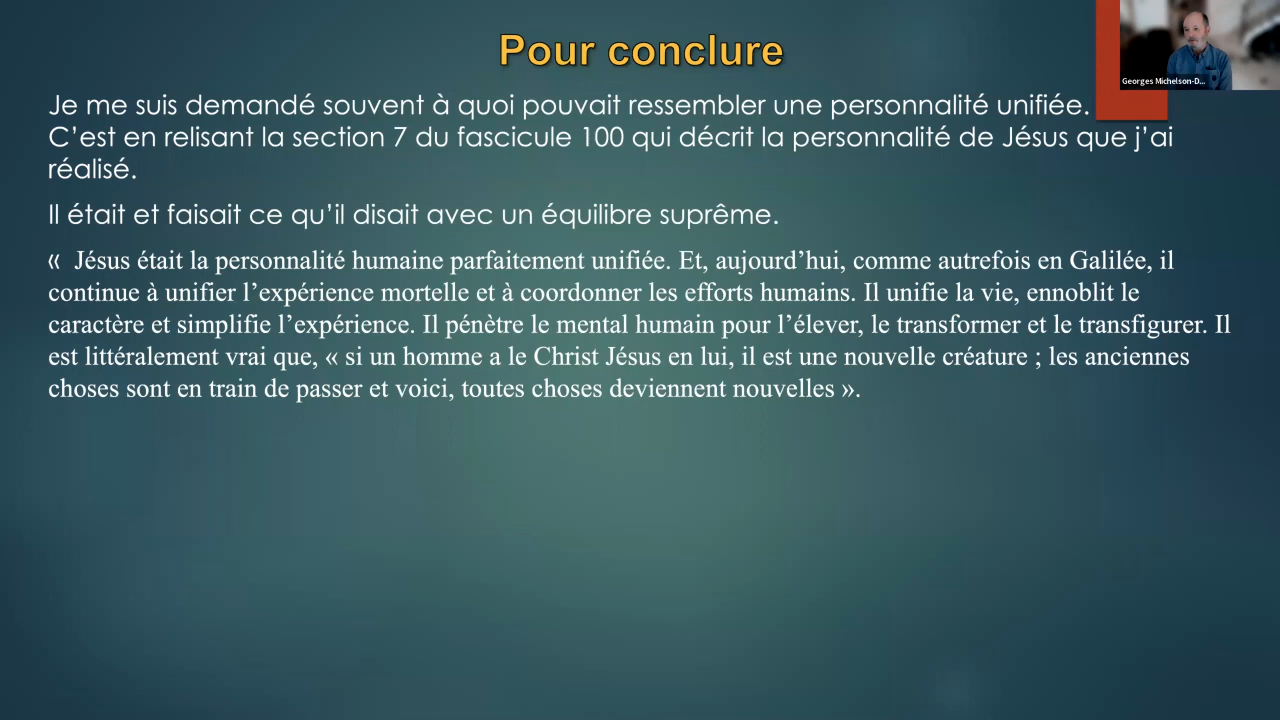 Pour conclure
Georges Michelson-D...
Je me suis demandé souvent à quoi pouvait ressembler une personnalité unifiée.
C’est en relisant la section 7 du fascicule 100 qui décrit la personnalité de Jésus que j’ai
réalisé.
Il était et faisait ce qu’il disait avec un équilibre suprême.
«  Jésus était la personnalité humaine parfaitement unifiée. Et, aujourd’hui, comme autrefois en Galilée, il
continue à unifier l’expérience mortelle et à coordonner les efforts humains. Il unifie la vie, ennoblit le
caractère et simplifie l’expérience. Il pénètre le mental humain pour l’élever, le transformer et le transfigurer. Il
est littéralement vrai que, « si un homme a le Christ Jésus en lui, il est une nouvelle créature ; les anciennes
choses sont en train de passer et voici, toutes choses deviennent nouvelles ».